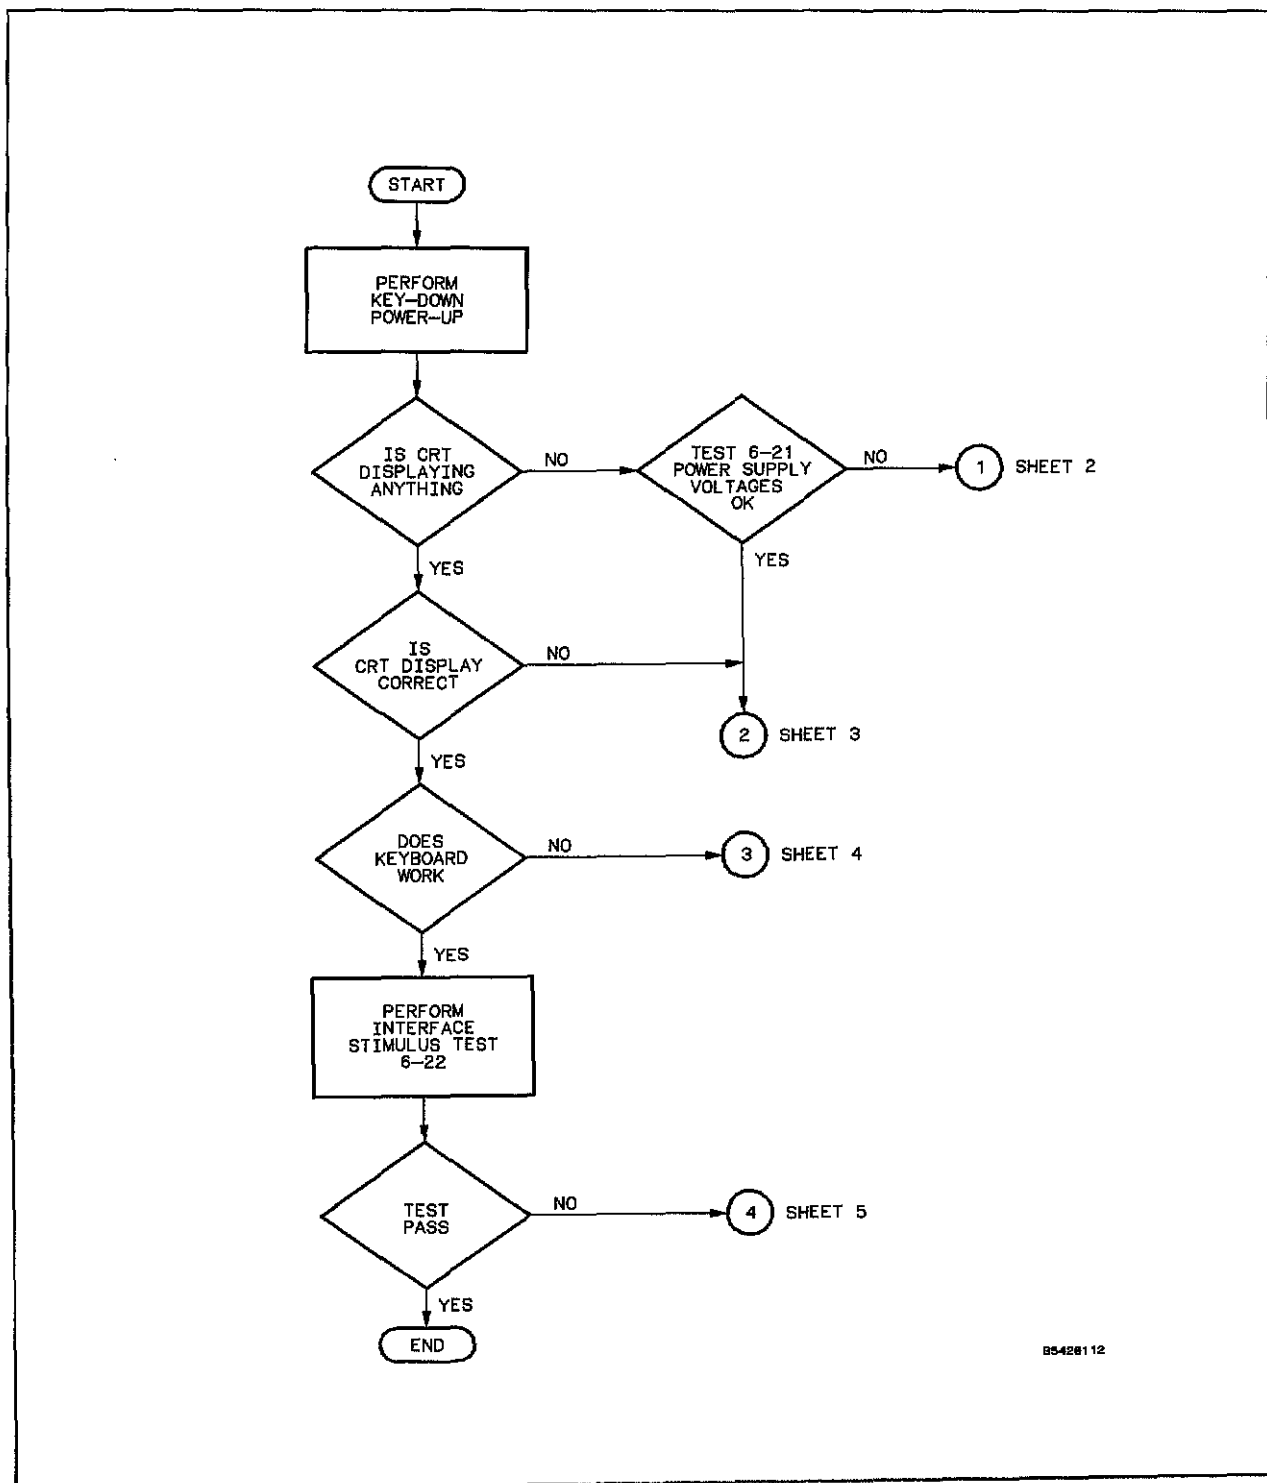 START
PERFORM
KEY-DOWN
POWER-UP
IS CRT
DISPLAYING
ANYTHING
NO
TEST 6-21
POWER SUPPLY
VOLTAGES
OK
NO
1 SHEET 2
YES
YES
IS
CRT DISPLAY
CORRECT
NO
2 SHEET 3
YES
DOES
KEYBOARD
WORK
NO
3 SHEET 4
YES
PERFORM
INTERFACE
STIMULUS TEST
6-22
TEST
PASS
NO
4 SHEET 5
YES
END